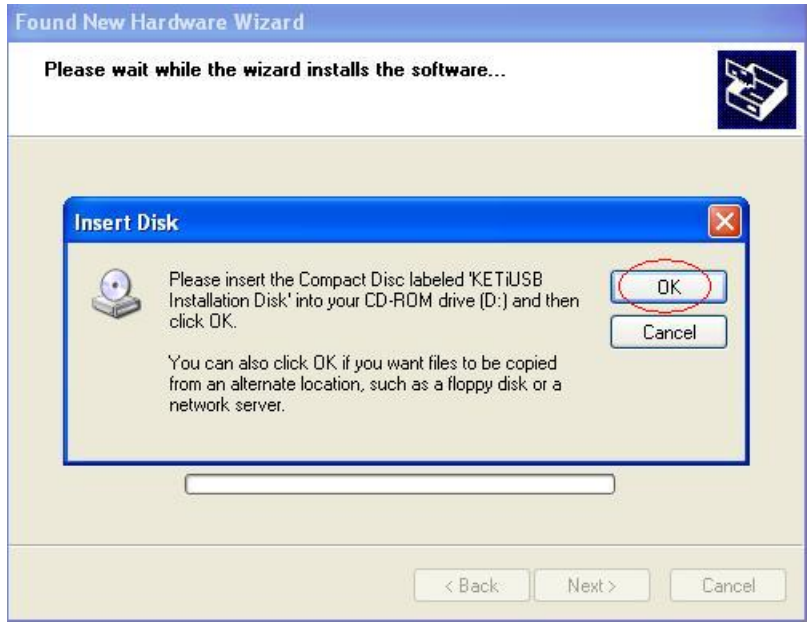 Found New Hardware Wizard
Please wait while the wizard installs the software...
Insert Disk
Please insert the Compact Disc labeled 'KETiUSB
Installation Disk' into your CD-ROM drive (D:) and then
click OK.
You can also click OK if you want files to be copied
from an alternate location, such as a floppy disk or a
network server.
OK
Cancel
< Back
Next >
Cancel